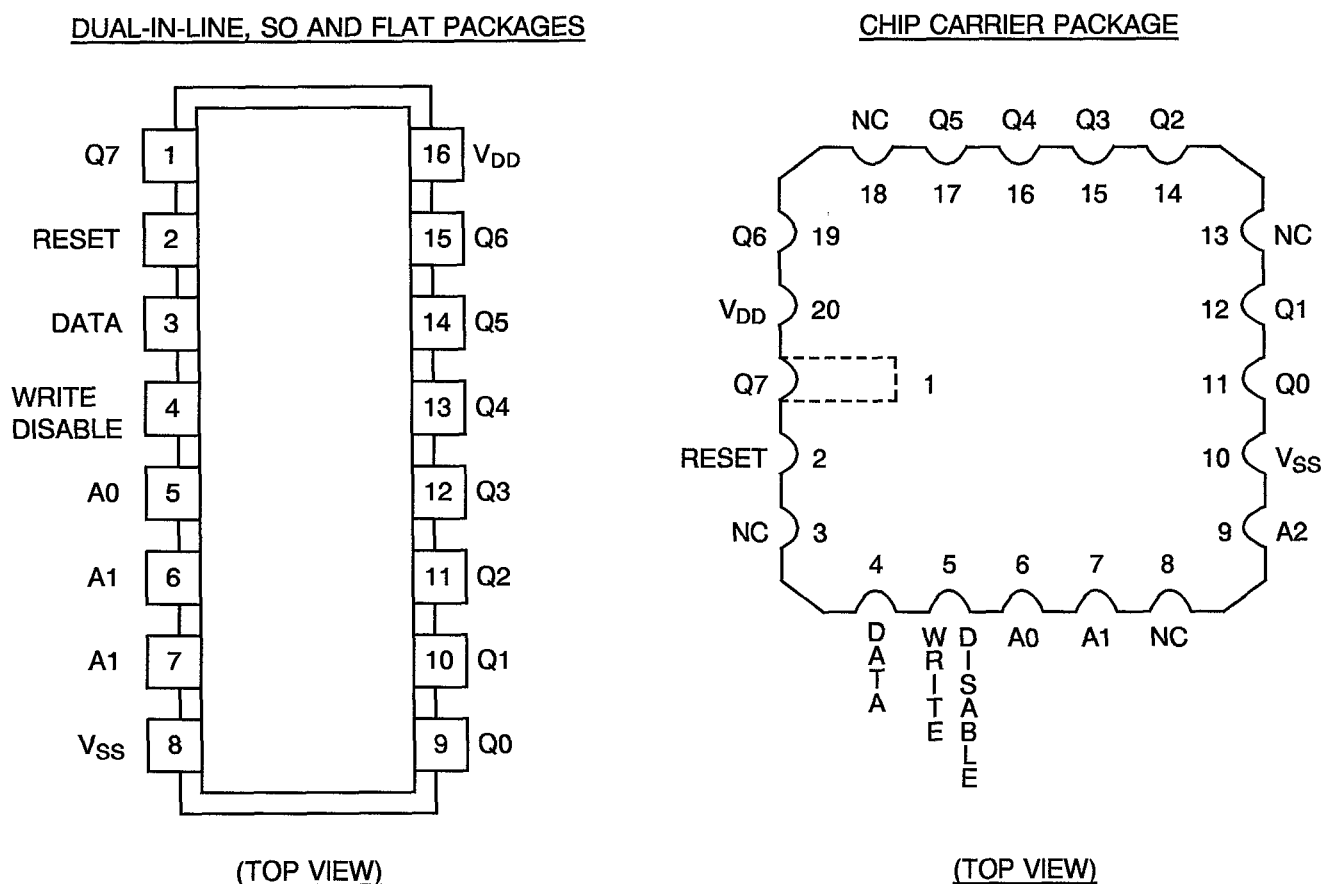 DUAL-IN-LINE, SO AND FLAT PACKAGES
Q7 1 16 VDD
RESET 2 15 Q6
DATA 3 14 Q5
WRITE DISABLE 4 13 Q4
A0 5 12 Q3
A1 6 11 Q2
A1 7 10 Q1
VSS 8 9 Q0
(TOP VIEW)
CHIP CARRIER PACKAGE
NC Q5 Q4 Q3 Q2
18 17 16 15 14
Q6 19 13 NC
VDD 20 12 Q1
Q7 1 11 Q0
RESET 2 10 VSS
NC 3 9 A2
4 5 6 7 8
DATA WRITE DISABLE A0 A1 NC
(TOP VIEW)